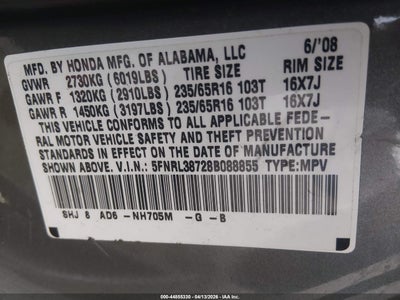 MFD. BY HONDA MFG. OF ALABAMA, LLC 6/'08
GVWR 2730KG (6019LBS) TIRE SIZE RIM SIZE
GAWR F 1320KG (2910LBS) 235/65R16 103T 16X7J
GAWR R 1450KG (3197LBS) 235/65R16 103T 16X7J
THIS VEHICLE CONFORMS TO ALL APPLICABLE FEDE-
RAL MOTOR VEHICLE SAFETY AND THEFT PREVENTION
STANDARDS IN EFFECT ON THE DATE OF MANUFACTURE
SHOWN ABOVE. V.I.N.: 5FNRL38728B088855 TYPE:MPV
SHJ 8 AD6 -NH705M -G -B
000-44855330 - 04/13/2026 - IAAI.COM